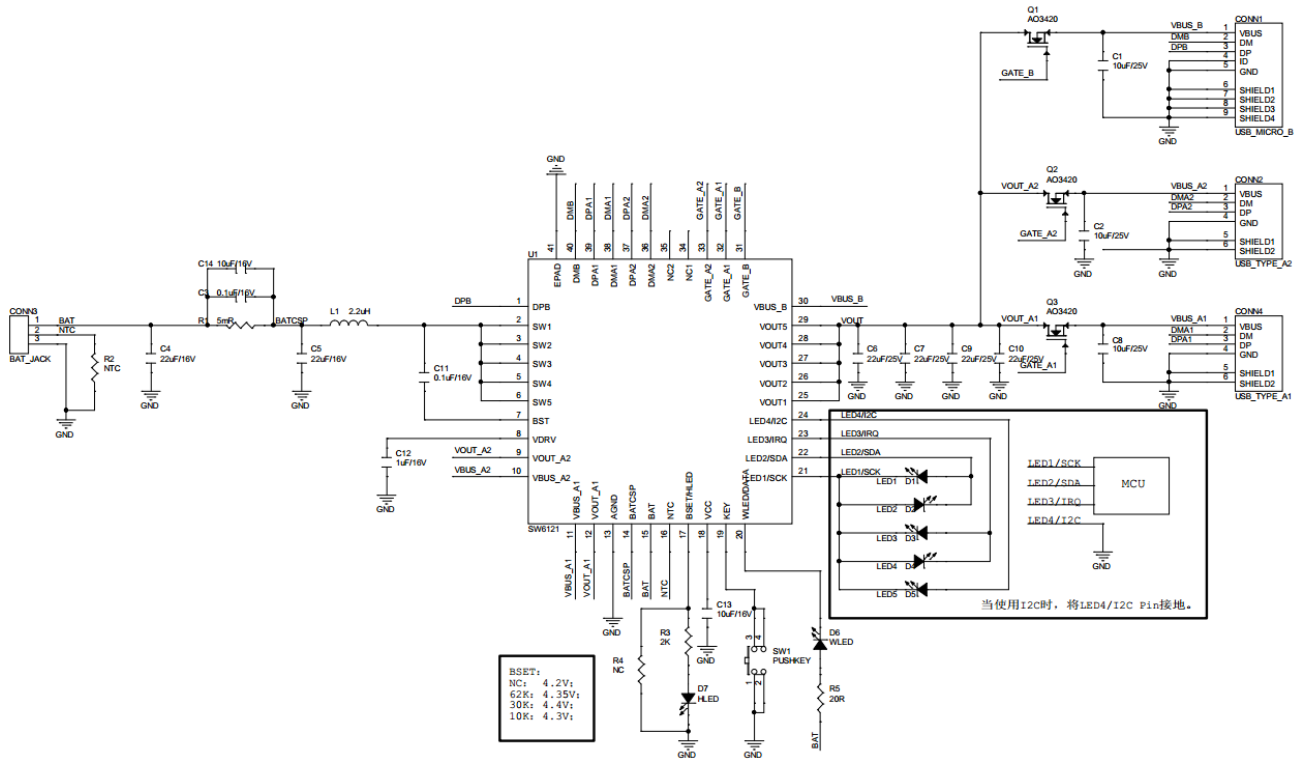 Q1
AO3420
GATE_B
VBUS_B
DMB
DPB
C1
10uF/25V
GND
CONN1
1 VBUS
2 DM
3 DP
4 ID
5 GND
6 SHIELD1
7 SHIELD2
8 SHIELD3
9 SHIELD4
USB_MICRO_B
Q2
AO3420
VOUT_A2
GATE_A2
VBUS_A2
DMA2
DPA2
C2
10uF/25V
GND
GND
CONN2
1 VBUS
2 DM
3 DP
4 GND
5 SHIELD1
6 SHIELD2
USB_TYPE_A2
Q3
AO3420
VOUT_A1
GATE_A1
VBUS_A1
DMA1
DPA1
C8
10uF/25V
GND
CONN4
1 VBUS
2 DM
3 DP
4 GND
5 SHIELD1
6 SHIELD2
USB_TYPE_A1
GND
DMB
DPA1
DMA1
DPA2
DMA2
GATE_A2
GATE_A1
GATE_B
41 40 39 38 37 36 35 34 33 32 31
EPAD
DMB
DPA1
DMA1
DPA2
DMA2
NC2
NC1
GATE_A2
GATE_A1
GATE_B
U1
C14 10uF/16V
C3 0.1uF/16V
R1 5mR
BATCSP
L1 2.2uH
CONN3
1 BAT
2 NTC
3
BAT_JACK
R2
NTC
GND
C4
22uF/16V
GND
C5
22uF/16V
GND
C11
0.1uF/16V
C12
1uF/16V
GND
DPB
VOUT_A2
VBUS_A2
1 DPB
2 SW1
3 SW2
4 SW3
5 SW4
6 SW5
7 BST
8 VDRV
9 VOUT_A2
10 VBUS_A2
VBUS_B 30 VBUS_B
VOUT5 29 VOUT
VOUT4 28
VOUT3 27
VOUT2 26
VOUT1 25
LED4/I2C 24 LED4/I2C
LED3/IRQ 23 LED3/IRQ
LED2/SDA 22 LED2/SDA
LED1/SCK 21 LED1/SCK
C6
22uF/25V
GND
C7
22uF/25V
GND
C9
22uF/25V
GND
C10
22uF/25V
GND
VBUS_A1
VOUT_A1
AGND
BATCSP
BAT
NTC
BSET/HLED
VCC
KEY
WLED/DATA
SW6121
11 12 13 14 15 16 17 18 19 20
VBUS_A1
VOUT_A1
BATCSP
BAT
NTC
GND
LED1 D1
LED2 D2
LED3 D3
LED4 D4
LED5 D5
LED1/SCK
LED2/SDA
LED3/IRQ
LED4/I2C
MCU
GND
当使用I2C时，将LED4/I2C Pin接地。
R4
NC
R3
2K
D7
HLED
GND
C13
10uF/16V
GND
3 4
SW1
PUSHKEY
1 2
GND
D6
WLED
R5
20R
BAT
BSET:
NC: 4.2V;
62K: 4.35V;
30K: 4.4V;
10K: 4.3V;